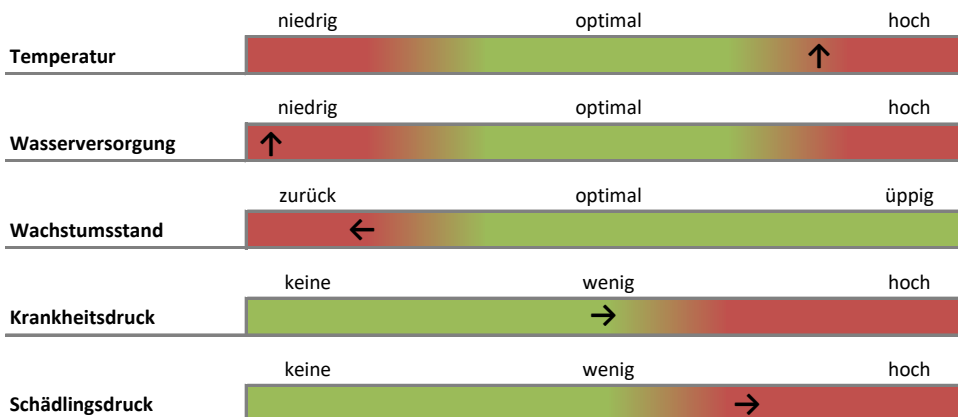 niedrig optimal hoch
Temperatur
niedrig optimal hoch
Wasserversorgung
zurück optimal üppig
Wachstumsstand
keine wenig hoch
Krankheitsdruck
keine wenig hoch
Schädlingsdruck